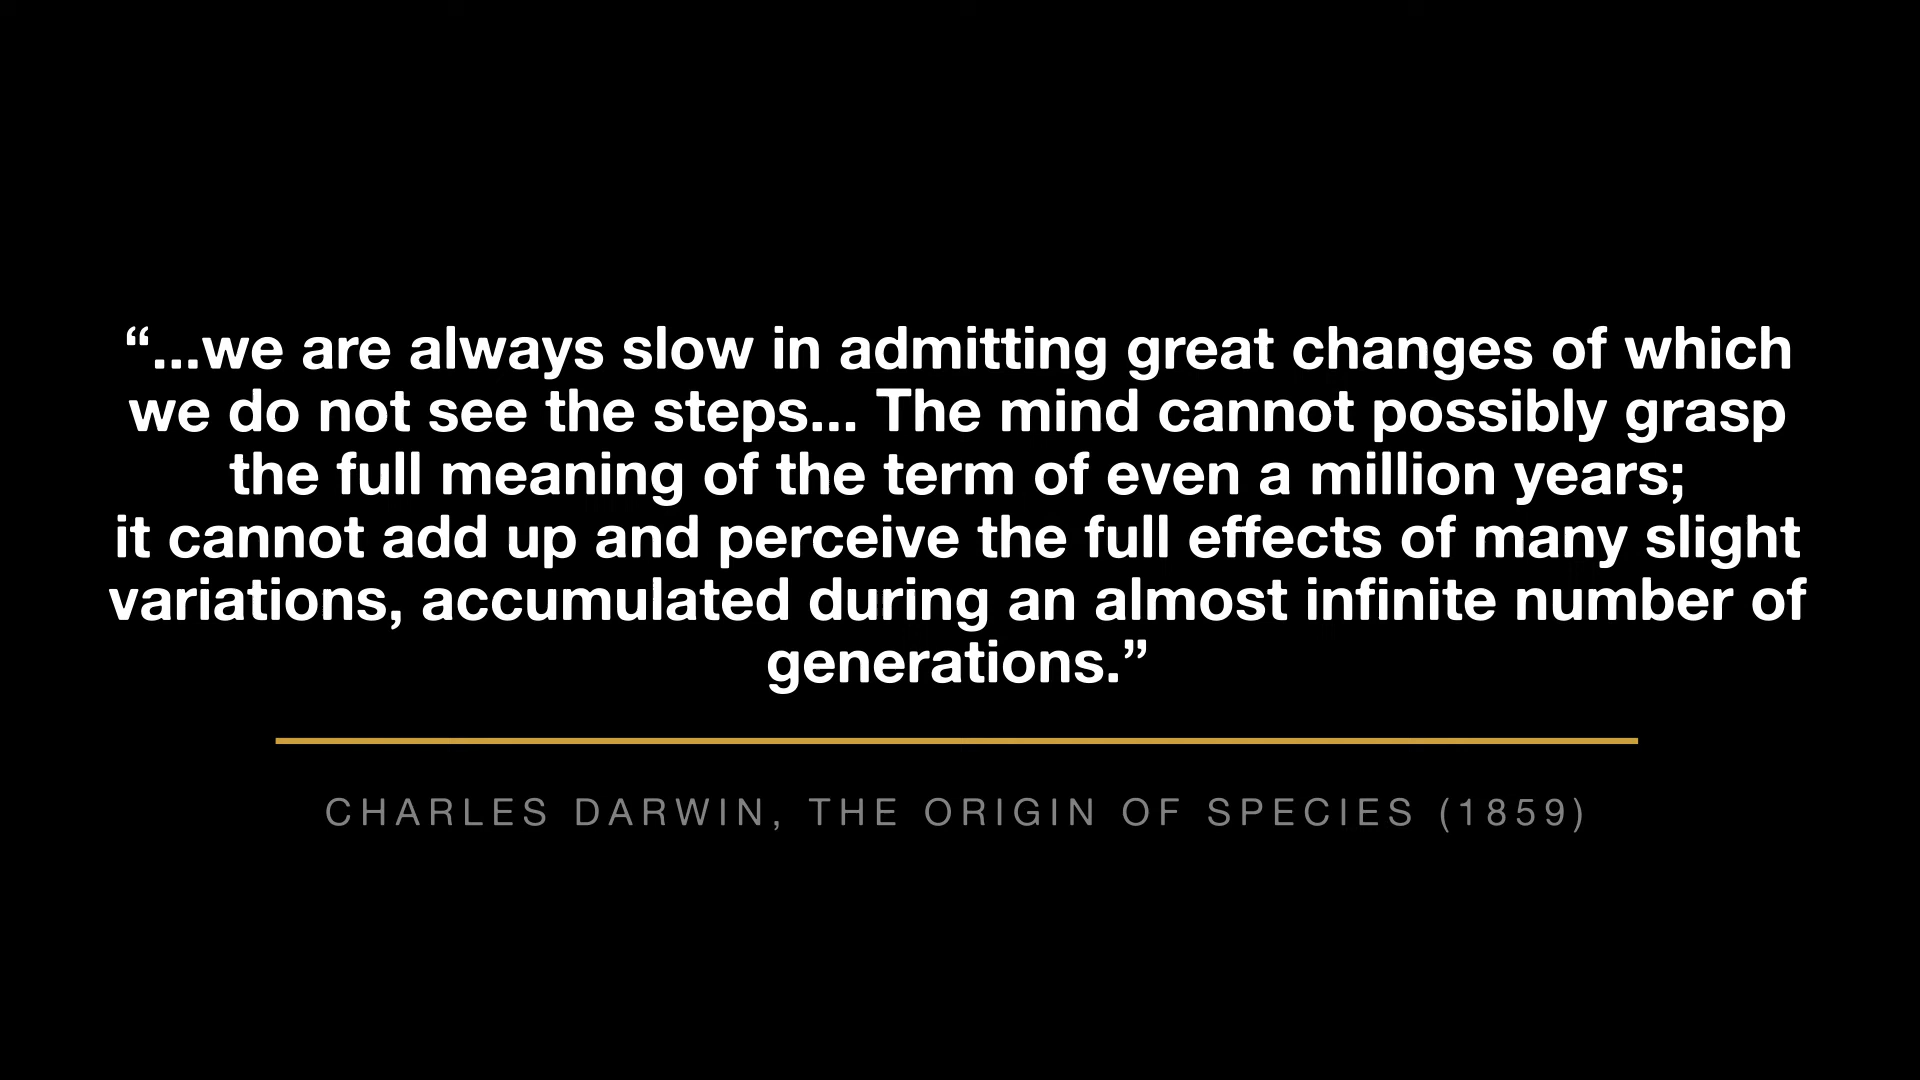 “...we are always slow in admitting great changes of which
we do not see the steps... The mind cannot possibly grasp
the full meaning of the term of even a million years;
it cannot add up and perceive the full effects of many slight
variations, accumulated during an almost infinite number of
generations.”
CHARLES DARWIN, THE ORIGIN OF SPECIES (1859)